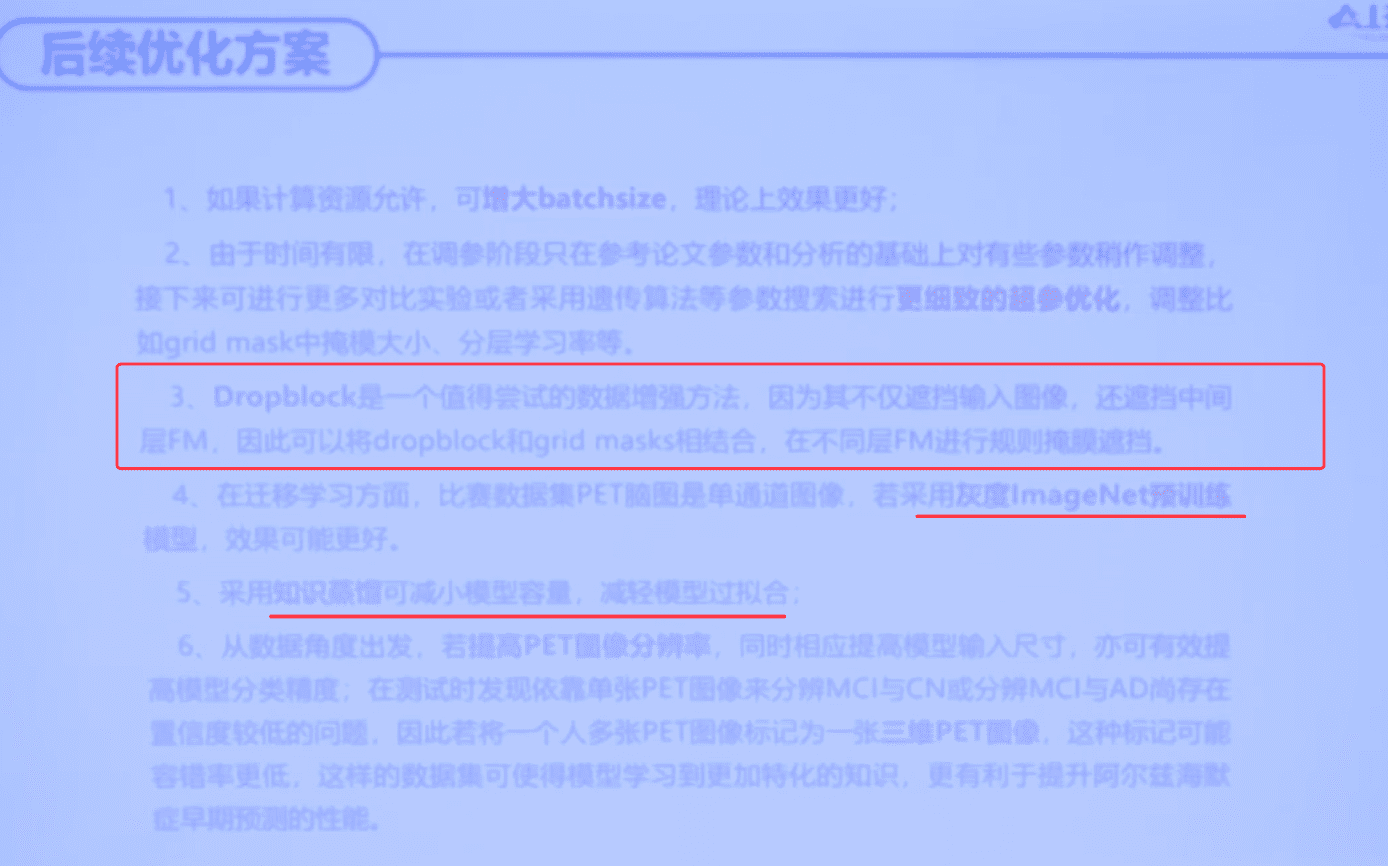 后续优化方案
1、如果计算资源允许，可增大batchsize，理论上效果更好；
2、由于时间有限，在调参阶段只在参考论文参数和分析的基础上对有些参数稍作调整，
接下来可进行更多对比实验或者采用遗传算法等参数搜索进行更细致的超参优化，调整比
如grid mask中掩模大小、分层学习率等。
3、Dropblock是一个值得尝试的数据增强方法，因为其不仅遮挡输入图像，还遮挡中间
层FM，因此可以将dropblock和grid masks相结合，在不同层FM进行规则掩膜遮挡。
4、在迁移学习方面，比赛数据集PET脑图是单通道图像，若采用灰度ImageNet预训练
模型，效果可能更好。
5、采用知识蒸馏可减小模型容量，减轻模型过拟合；
6、从数据角度出发，若提高PET图像分辨率，同时相应提高模型输入尺寸，亦可有效提
高模型分类精度；在测试时发现依靠单张PET图像来分辨MCI与CN或分辨MCI与AD尚存在
置信度较低的问题，因此若将一个人多张PET图像标记为一张三维PET图像，这种标记可能
容错率更低，这样的数据集可使得模型学习到更加特化的知识，更有利于提升阿尔兹海默
症早期预测的性能。